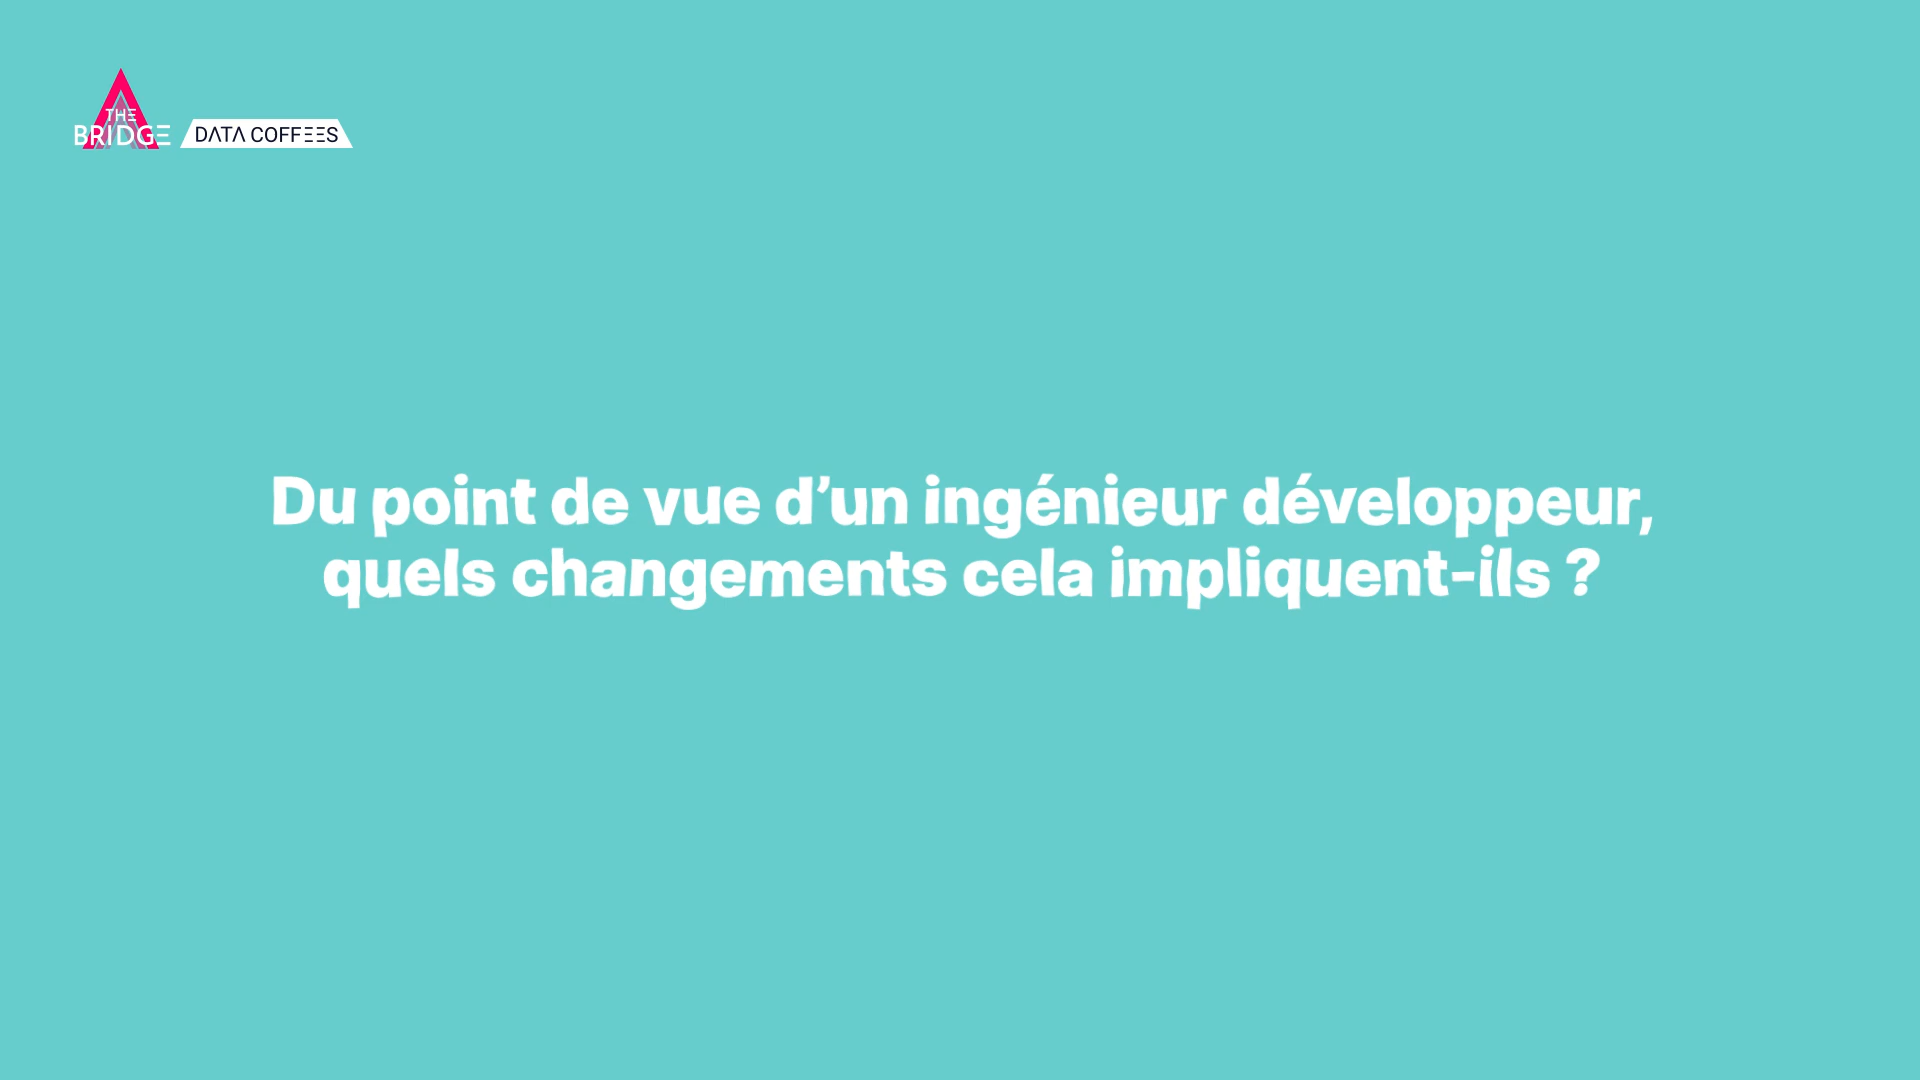 THE
BRIDGE
DATA COFFEES
Du point de vue d’un ingénieur développeur,
quels changements cela impliquent-ils ?